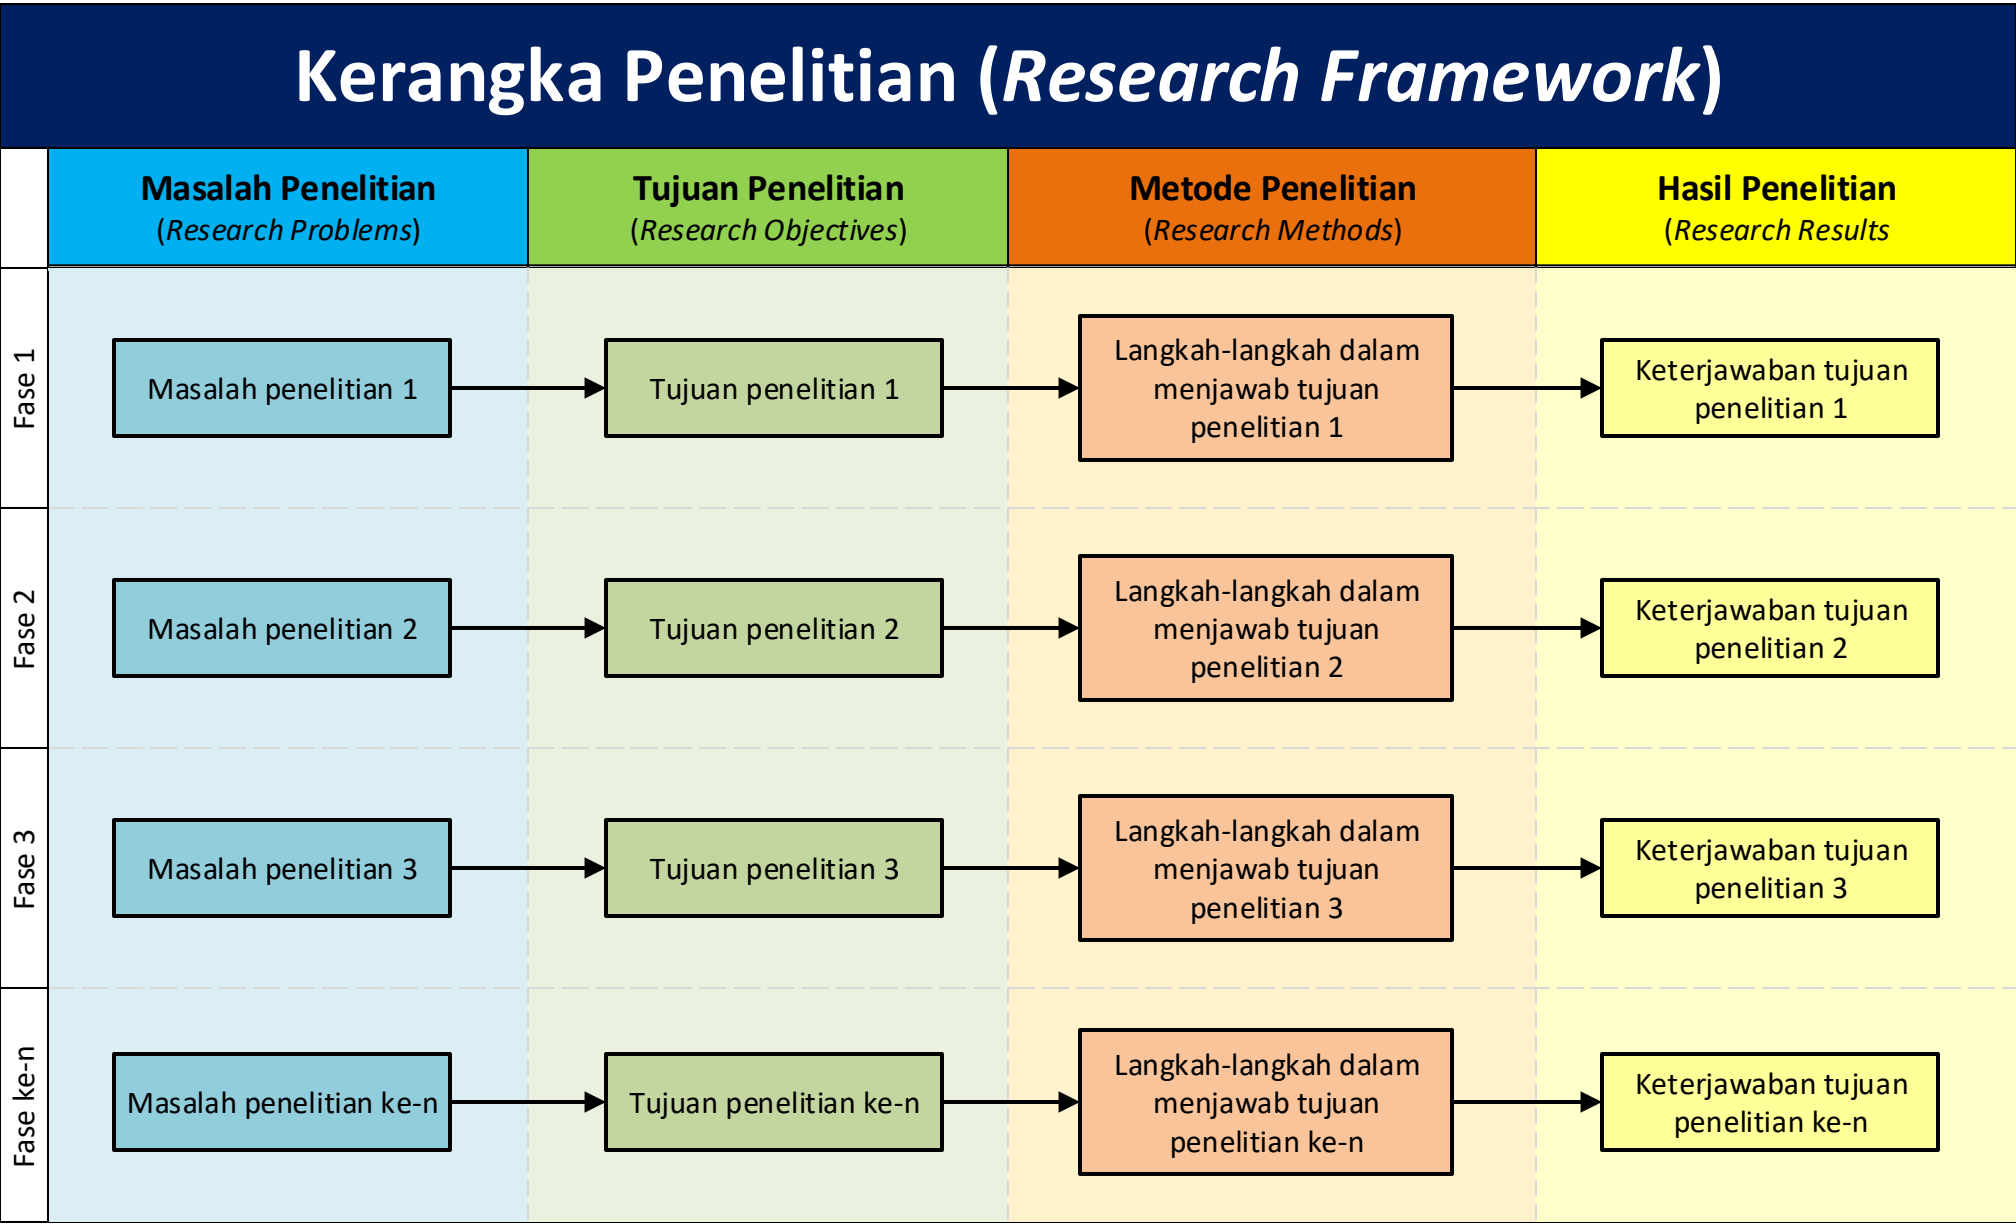 Kerangka Penelitian (Research Framework)
Masalah Penelitian
(Research Problems)
Tujuan Penelitian
(Research Objectives)
Metode Penelitian
(Research Methods)
Hasil Penelitian
(Research Results
Fase 1
Masalah penelitian 1
Tujuan penelitian 1
Langkah-langkah dalam
menjawab tujuan
penelitian 1
Keterjawaban tujuan
penelitian 1
Fase 2
Masalah penelitian 2
Tujuan penelitian 2
Langkah-langkah dalam
menjawab tujuan
penelitian 2
Keterjawaban tujuan
penelitian 2
Fase 3
Masalah penelitian 3
Tujuan penelitian 3
Langkah-langkah dalam
menjawab tujuan
penelitian 3
Keterjawaban tujuan
penelitian 3
Fase ke-n
Masalah penelitian ke-n
Tujuan penelitian ke-n
Langkah-langkah dalam
menjawab tujuan
penelitian ke-n
Keterjawaban tujuan
penelitian ke-n